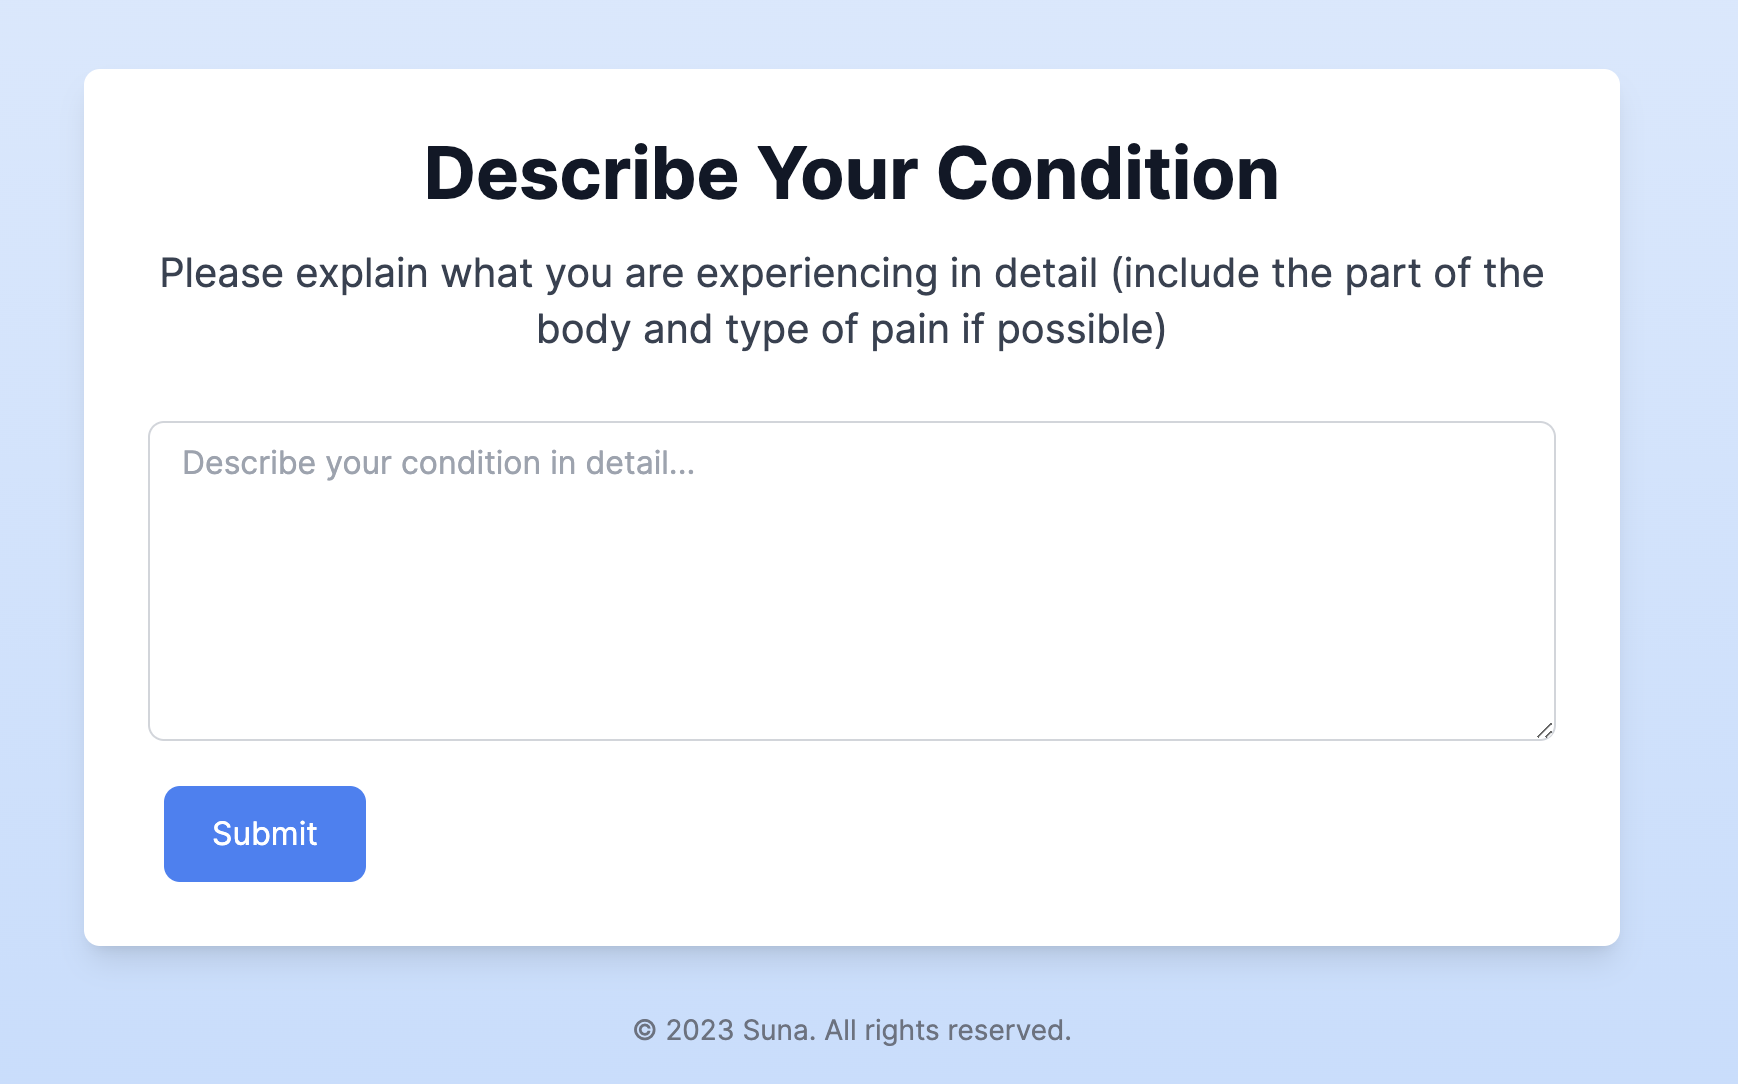 Describe Your Condition
Please explain what you are experiencing in detail (include the part of the
body and type of pain if possible)
Describe your condition in detail...
Submit
© 2023 Suna. All rights reserved.